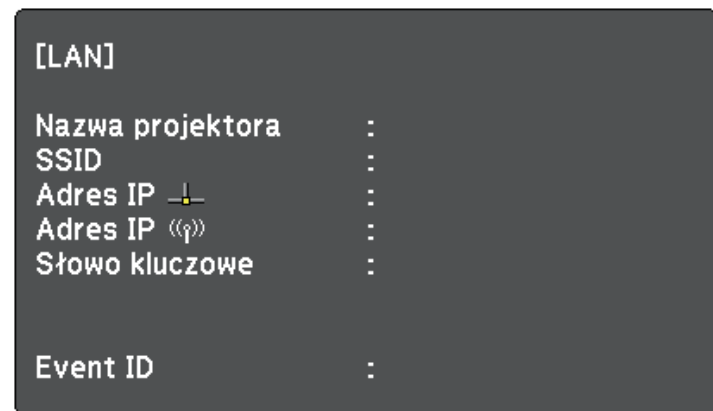 [LAN]
Nazwa projektora :
SSID :
Adres IP :
Adres IP :
Słowo kluczowe :
Event ID :